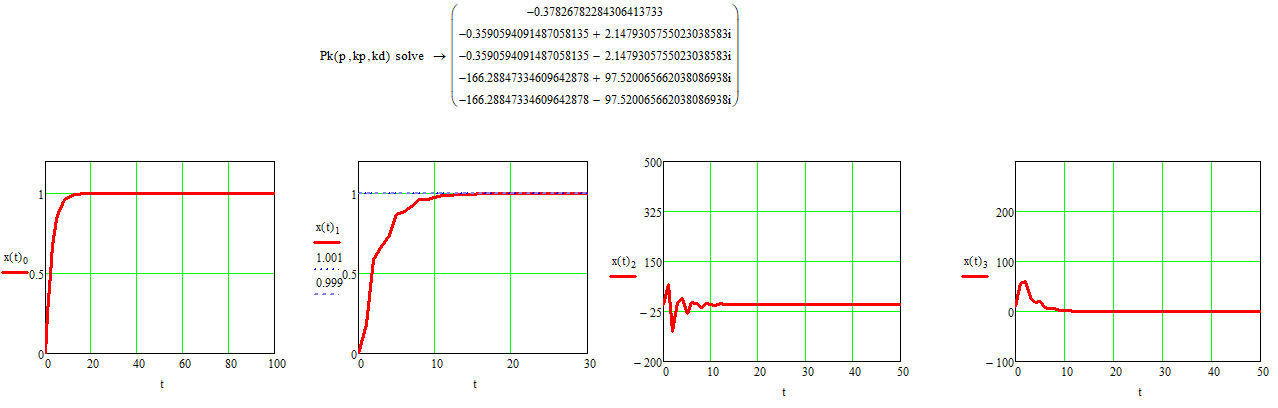 −0.37826782284306413733
−0.3590594091487058135 + 2.1479305755023038583i
Pk(p,kp,kd) solve → −0.3590594091487058135 − 2.1479305755023038583i
−166.28847334609642878 + 97.520065662038086938i
−166.28847334609642878 − 97.520065662038086938i
1
0.5
0
x(t)0
0 20 40 60 80 100
t
1
0.5
0
x(t)1
1.001
0.999
0 10 20 30
t
500
325
150
−25
−200
x(t)2
0 10 20 30 40 50
t
200
100
0
−100
x(t)3
0 10 20 30 40 50
t